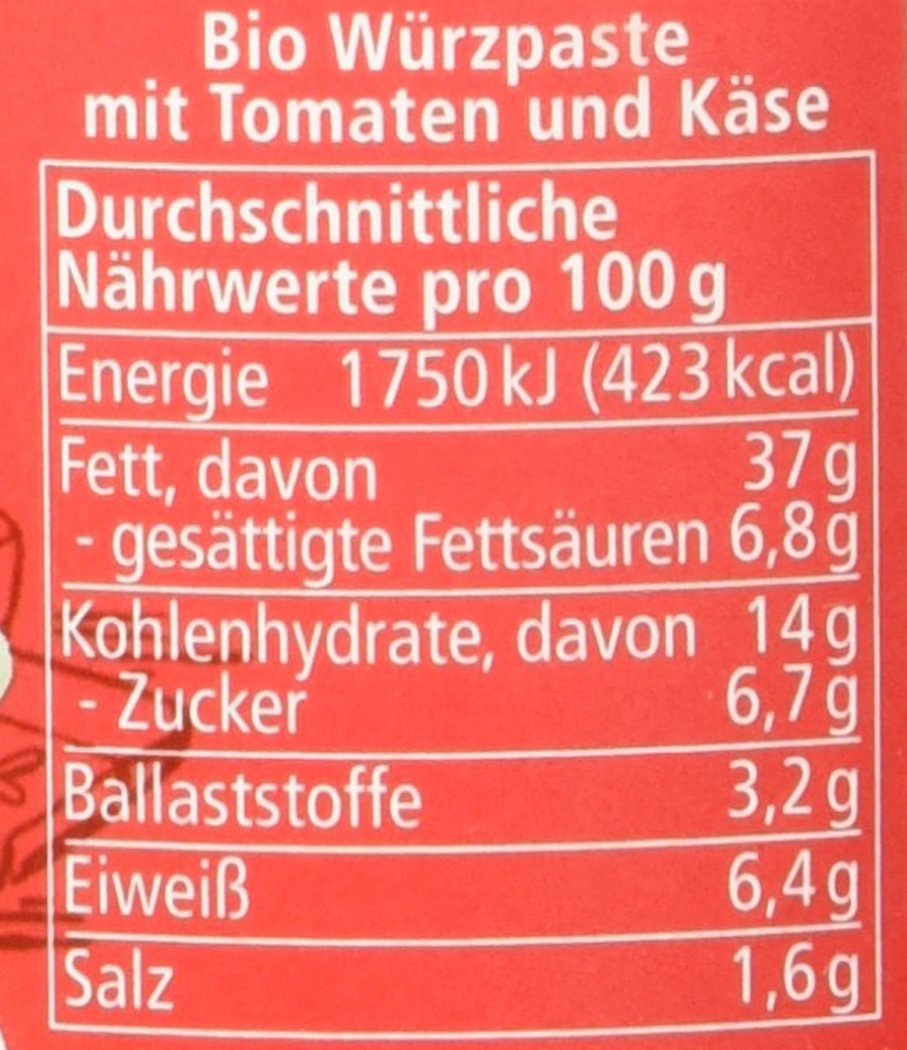 Bio Würzpaste
mit Tomaten und Käse
Durchschnittliche
Nährwerte pro 100 g
Energie 1750 kJ (423 kcal)
Fett, davon 37 g
- gesättigte Fettsäuren 6,8 g
Kohlenhydrate, davon 14 g
- Zucker 6,7 g
Ballaststoffe 3,2 g
Eiweiß 6,4 g
Salz 1,6 g